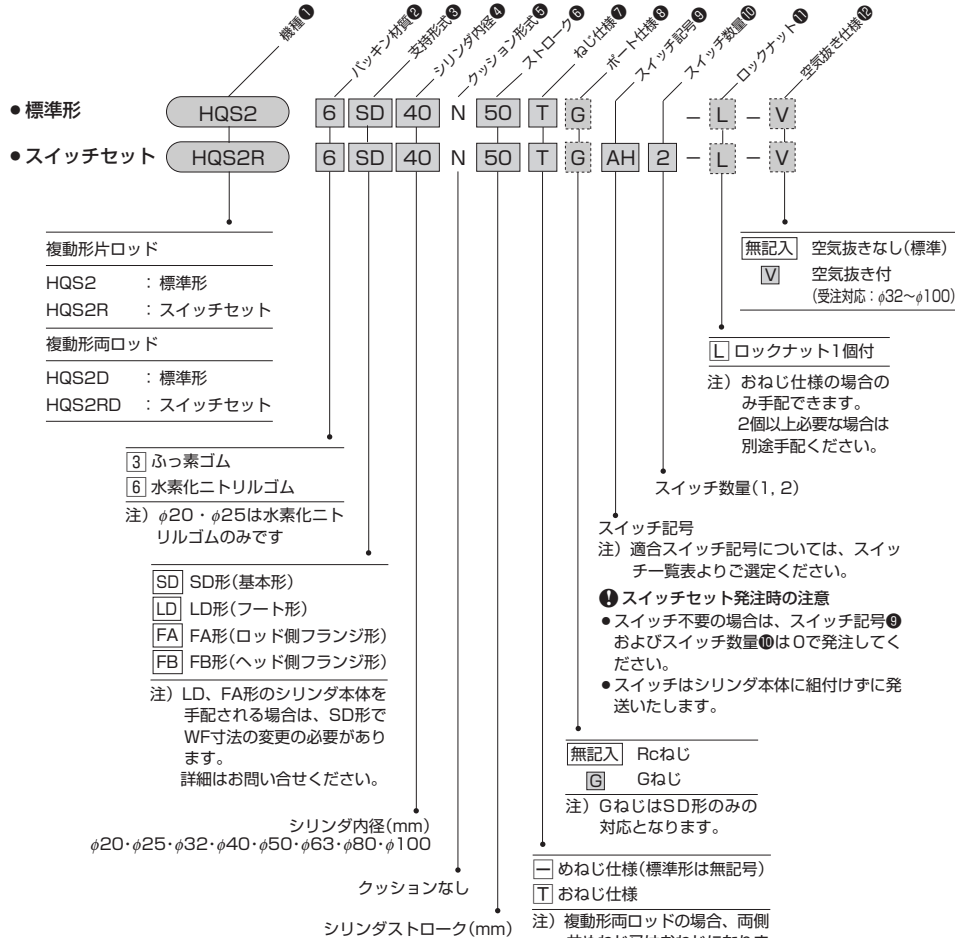 機種❶
パッキン材質❷
支持形式❸
シリンダ内径❹
クッション形式❺
ストローク❻
ねじ仕様❼
ポート仕様❽
スイッチ記号❾
スイッチ数量❿
ロックナット⓫
空気抜き仕様⓬
●標準形 HQS2 6 SD 40 N 50 T G – L – V
●スイッチセット HQS2R 6 SD 40 N 50 T G AH 2 – L – V
複動形片ロッド
HQS2 : 標準形
HQS2R : スイッチセット
複動形両ロッド
HQS2D : 標準形
HQS2RD : スイッチセット
3 ふっ素ゴム
6 水素化ニトリルゴム
注）φ20・φ25は水素化ニト
リルゴムのみです
SD SD形(基本形)
LD LD形(フート形)
FA FA形(ロッド側フランジ形)
FB FB形(ヘッド側フランジ形)
注）LD、FA形のシリンダ本体を
手配される場合は、SD形で
WF寸法の変更の必要があり
ます。
詳細はお問い合せください。
シリンダ内径(mm)
φ20･φ25･φ32･φ40･φ50･φ63･φ80･φ100
クッションなし
シリンダストローク(mm)
無記入 空気抜きなし(標準)
V 空気抜き付
(受注対応：φ32～φ100)
L ロックナット1個付
注）おねじ仕様の場合の
み手配できます。
2個以上必要な場合は
別途手配ください。
スイッチ数量(1, 2)
スイッチ記号
注）適合スイッチ記号については、スイッ
チ一覧表よりご選定ください。
スイッチセット発注時の注意
●スイッチ不要の場合は、スイッチ記号❾
およびスイッチ数量❿は0で発注してく
ださい。
●スイッチはシリンダ本体に組付けずに発
送いたします。
無記入 Rcねじ
G Gねじ
注）GねじはSD形のみの
対応となります。
− めねじ仕様(標準形は無記号)
T おねじ仕様
注）複動形両ロッドの場合、両側